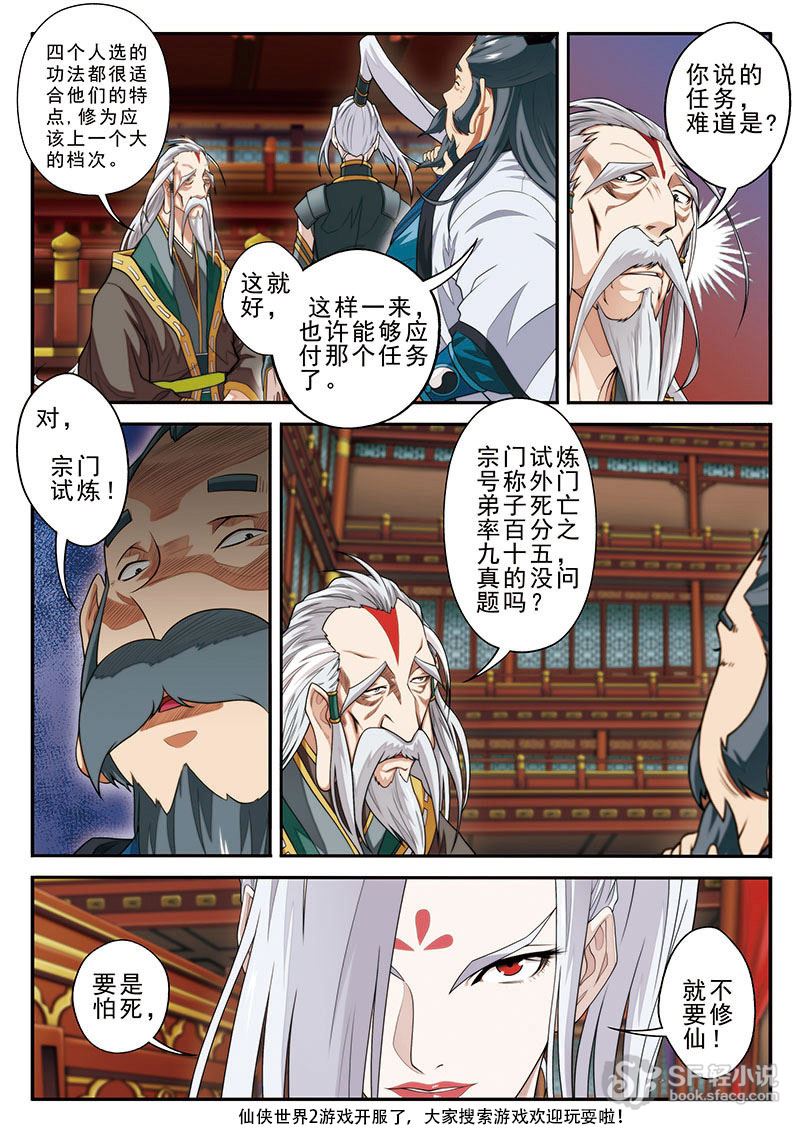 四个人选的
功法都很适
合他们的特
点,修为应
该上一个大
的档次。
这就
好，
这样一来，
也许能够应
付那个任务
了。
你说的
任务，
难道是？
对，
宗门
试炼！
宗门试炼
号称外门
弟子死亡
率百分之
九十五，
真的没问
题吗？
要是
怕死，
就不
要修
仙！
SF轻小说
book.sfacg.com
仙侠世界2游戏开服了，大家搜索游戏欢迎玩耍啦！